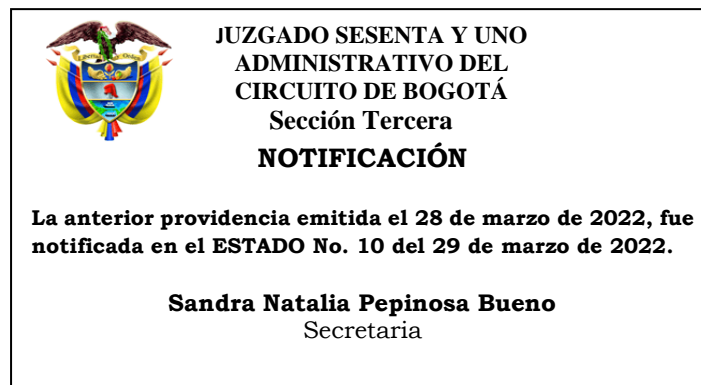 JUZGADO SESENTA Y UNO
ADMINISTRATIVO DEL
CIRCUITO DE BOGOTÁ
Sección Tercera
NOTIFICACIÓN
La anterior providencia emitida el 28 de marzo de 2022, fue
notificada en el ESTADO No. 10 del 29 de marzo de 2022.
Sandra Natalia Pepinosa Bueno
Secretaria